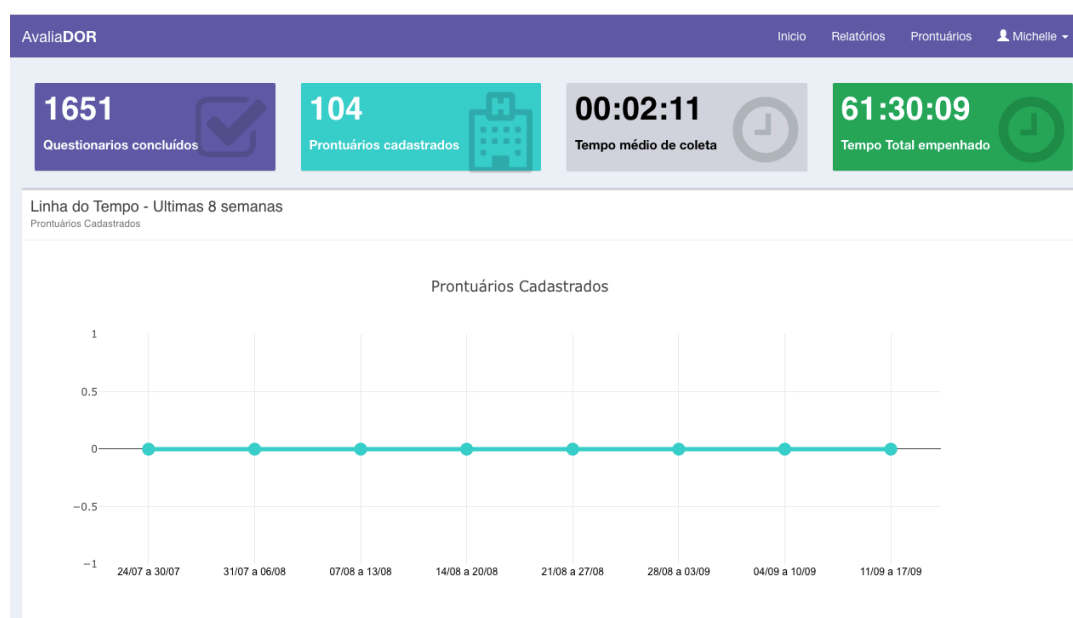 AvaliaDOR Inicio Relatórios Prontuários Michelle
1651
Questionarios concluídos
104
Prontuários cadastrados
00:02:11
Tempo médio de coleta
61:30:09
Tempo Total empenhado
Linha do Tempo - Ultimas 8 semanas
Prontuários Cadastrados
Prontuários Cadastrados
1
0.5
0
−0.5
−1
24/07 a 30/07 31/07 a 06/08 07/08 a 13/08 14/08 a 20/08 21/08 a 27/08 28/08 a 03/09 04/09 a 10/09 11/09 a 17/09